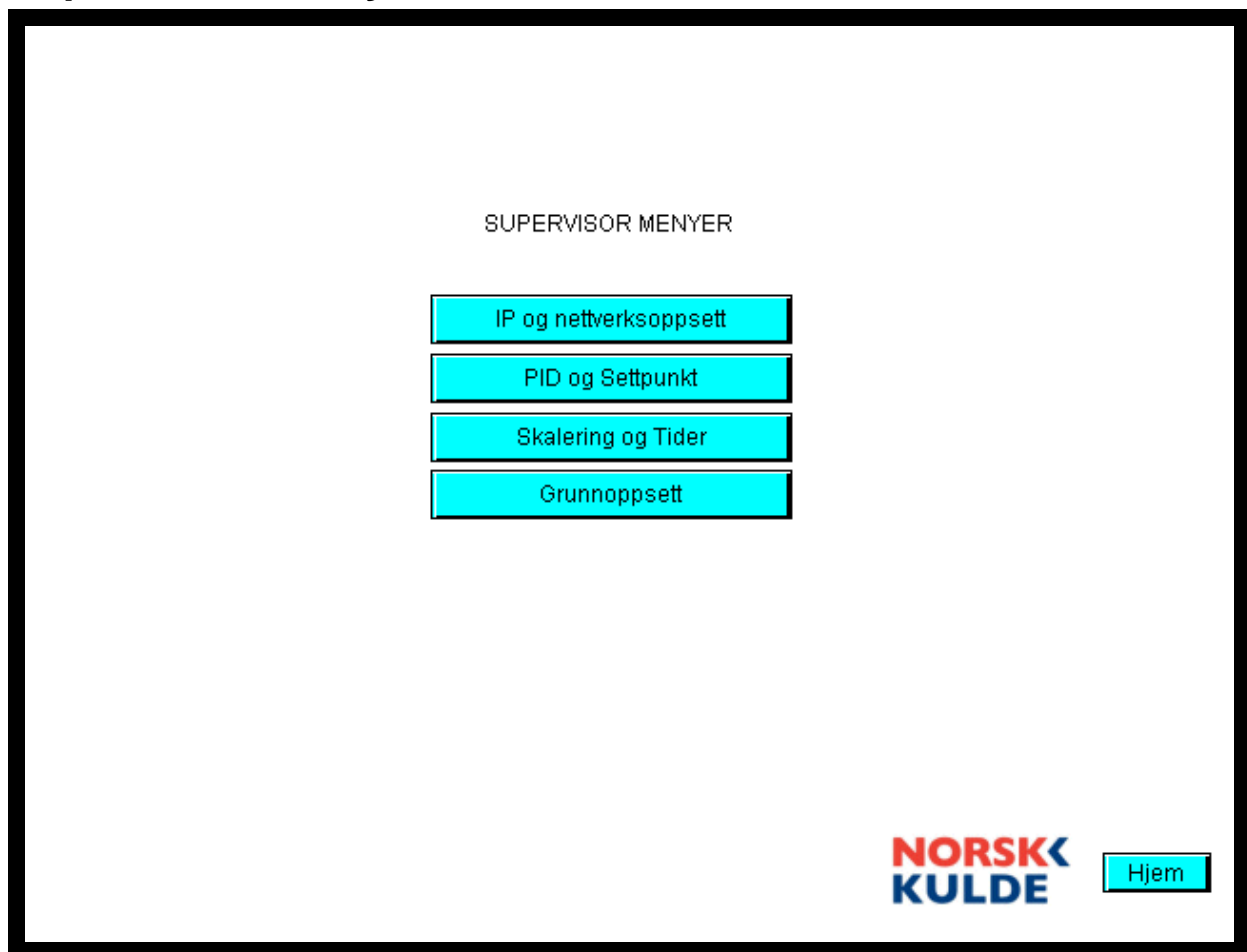 SUPERVISOR MENYER
IP og nettverksoppsett
PID og Settpunkt
Skalering og Tider
Grunnoppsett
NORSK
KULDE
Hjem